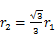 r₂ = √3/3 r₁